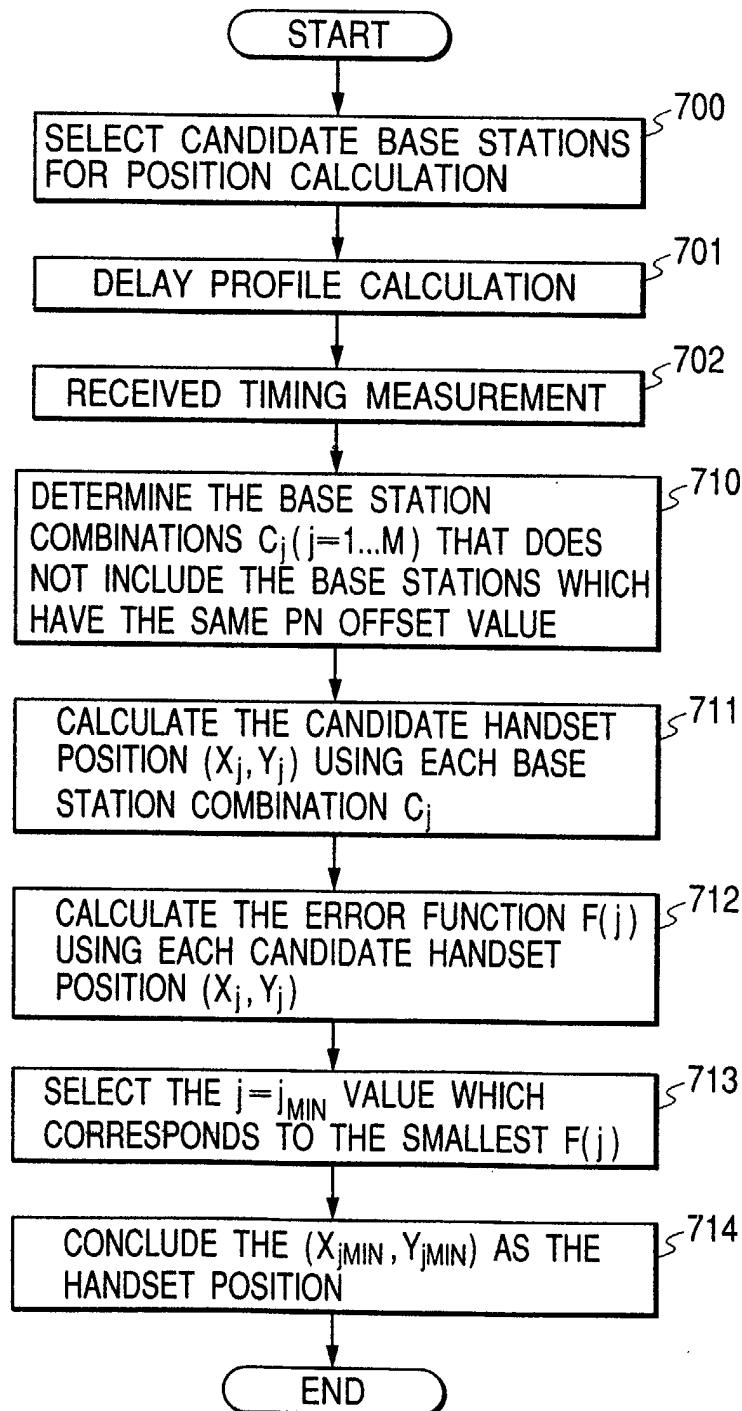 START
700
SELECT CANDIDATE BASE STATIONS
FOR POSITION CALCULATION
701
DELAY PROFILE CALCULATION
702
RECEIVED TIMING MEASUREMENT
710
DETERMINE THE BASE STATION
COMBINATIONS Cj(j=1...M) THAT DOES
NOT INCLUDE THE BASE STATIONS WHICH
HAVE THE SAME PN OFFSET VALUE
711
CALCULATE THE CANDIDATE HANDSET
POSITION (Xj,Yj) USING EACH BASE
STATION COMBINATION Cj
712
CALCULATE THE ERROR FUNCTION F(j)
USING EACH CANDIDATE HANDSET
POSITION (Xj,Yj)
713
SELECT THE j=jMIN VALUE WHICH
CORRESPONDS TO THE SMALLEST F(j)
714
CONCLUDE THE (XjMIN,YjMIN) AS THE
HANDSET POSITION
END